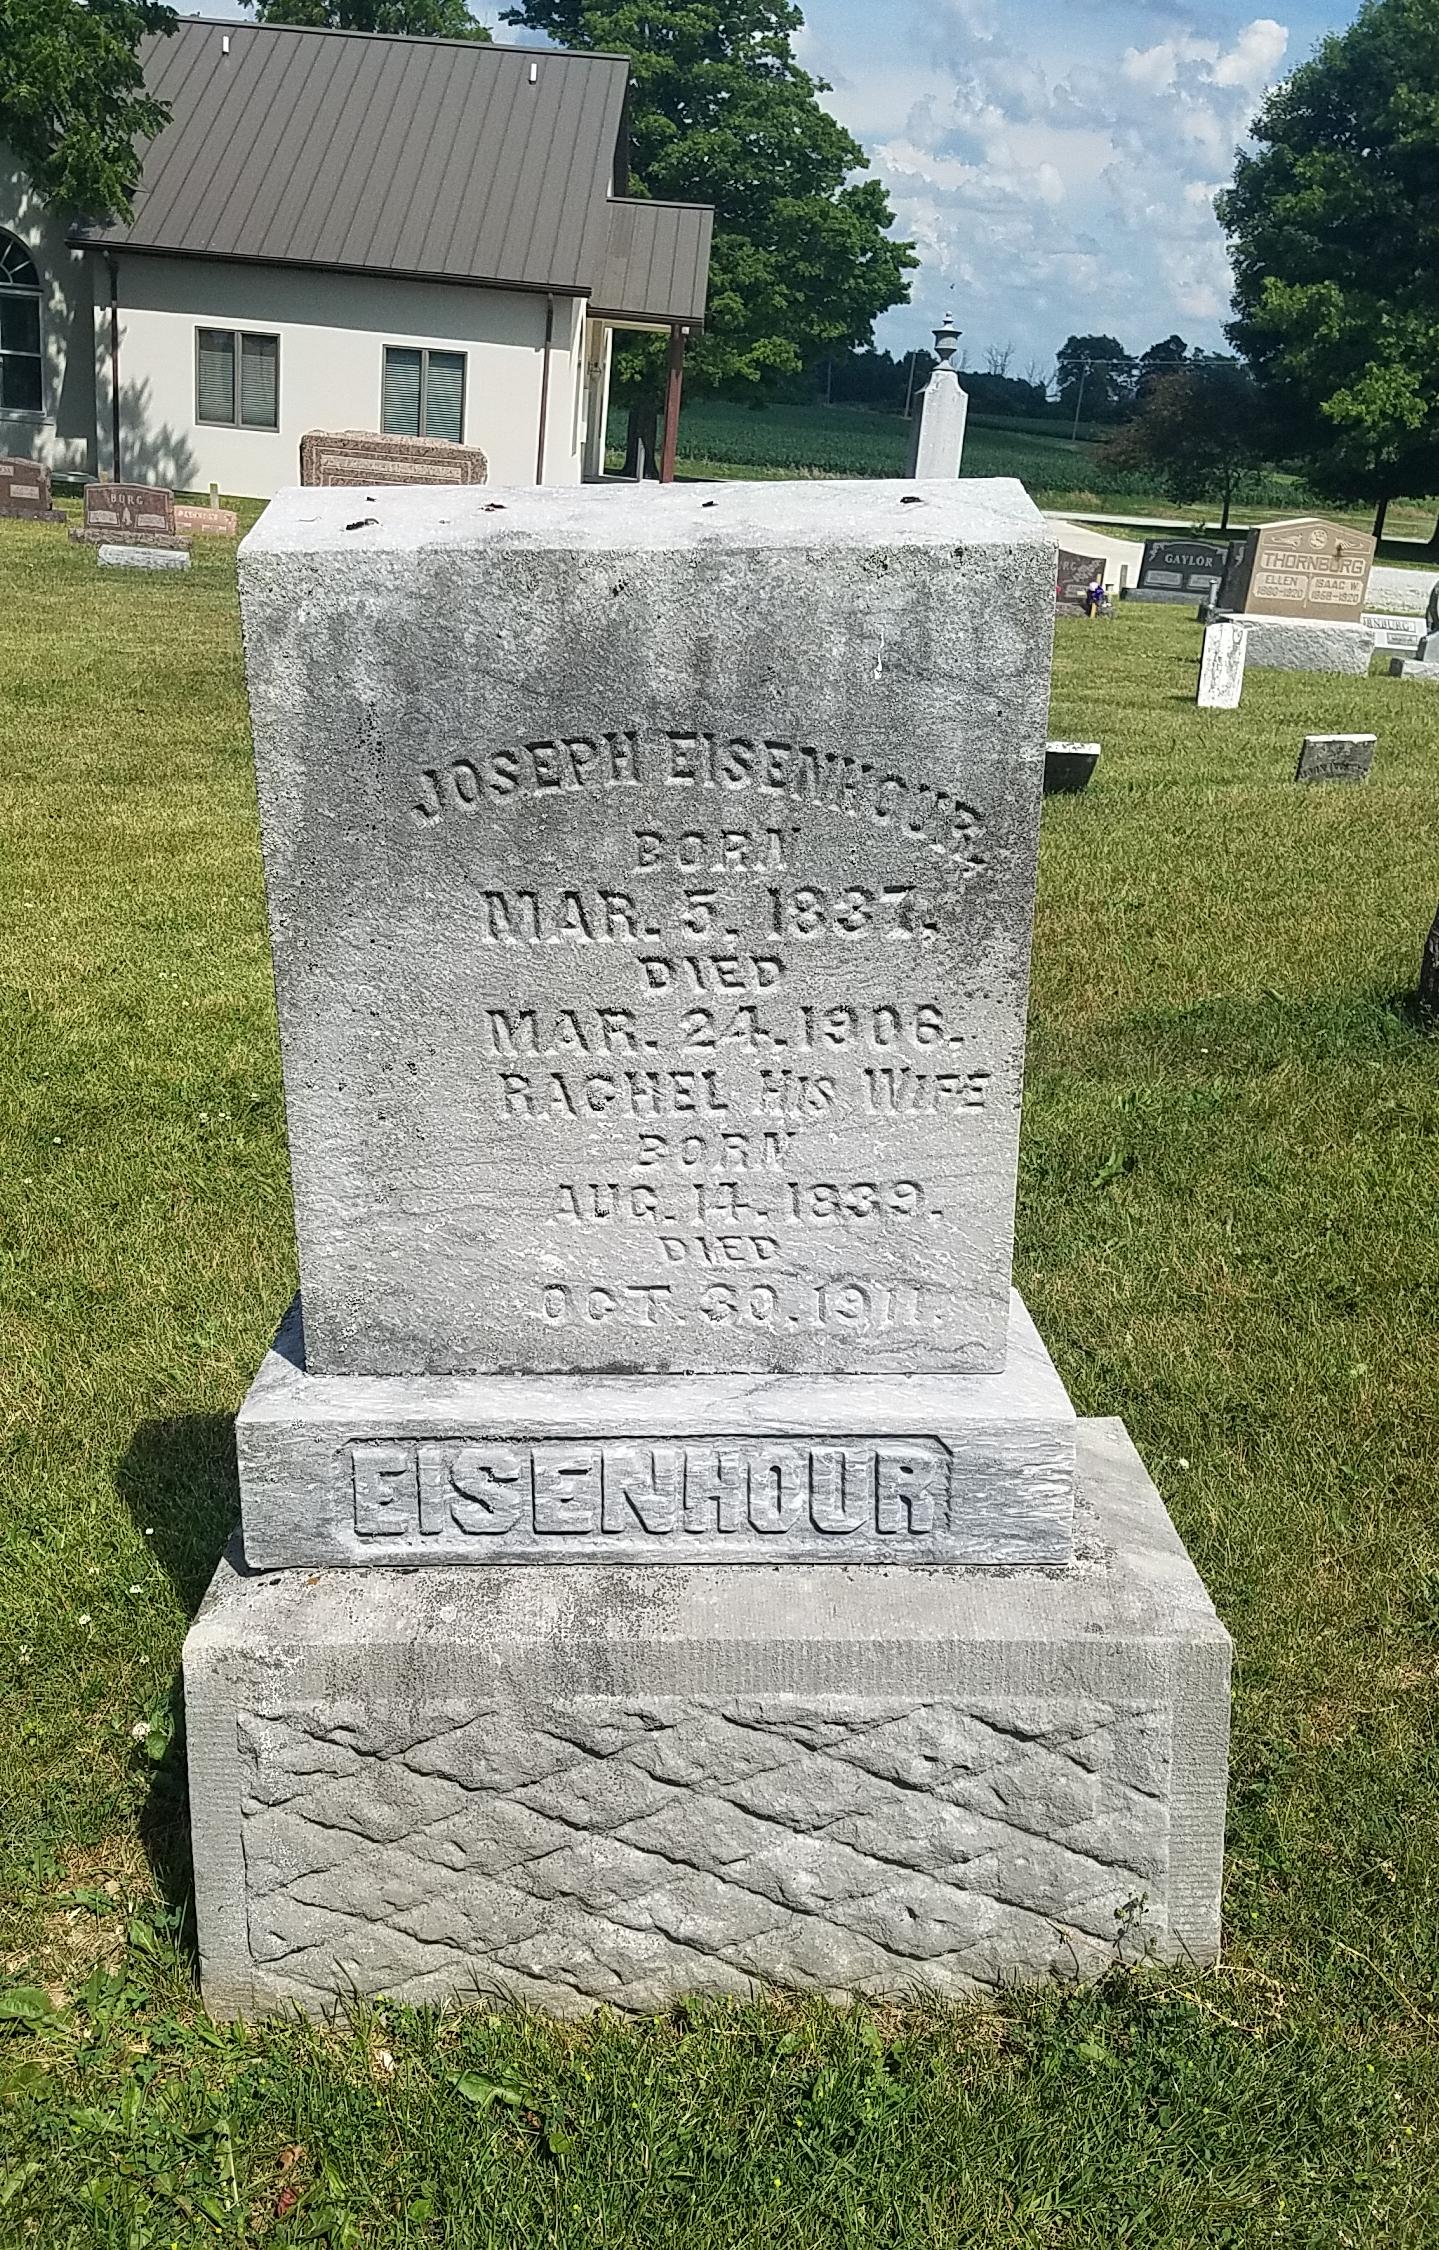 BURG
GAYLOR
THORNBURG
ELLEN
ISAAC W.
JOSEPH EISENHOUR
BORN
MAR. 5, 1837.
DIED
MAR. 24. 1906.
RACHEL HIS WIFE
BORN
AUG. 14. 1839.
DIED
OCT. 30. 1911.
EISENHOUR